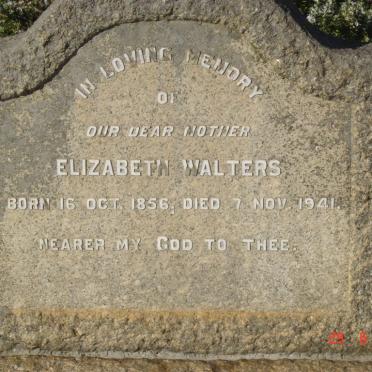 IN LOVING MEMORY
OF
OUR DEAR MOTHER
ELIZABETH WALTERS
BORN 16 OCT. 1856, DIED 7 NOV. 1941.
NEARER MY GOD TO THEE.